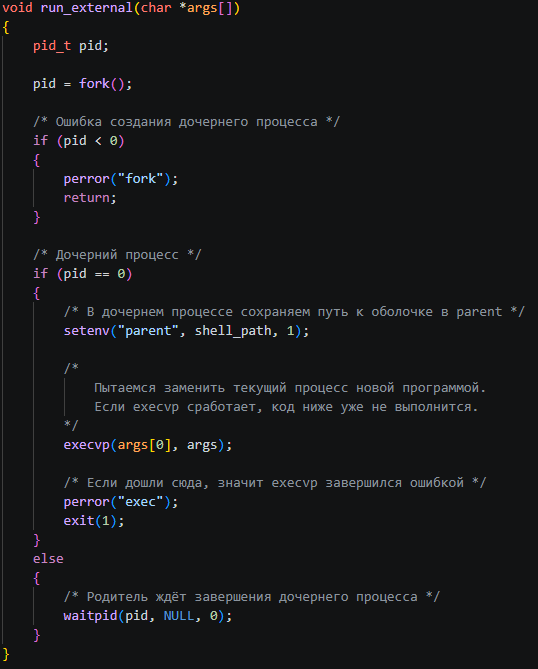 void run_external(char *args[])
{
    pid_t pid;

    pid = fork();

    /* Ошибка создания дочернего процесса */
    if (pid < 0)
    {
        perror("fork");
        return;
    }

    /* Дочерний процесс */
    if (pid == 0)
    {
        /* В дочернем процессе сохраняем путь к оболочке в parent */
        setenv("parent", shell_path, 1);

        /*
            Пытаемся заменить текущий процесс новой программой.
            Если execvp сработает, код ниже уже не выполнится.
        */
        execvp(args[0], args);

        /* Если дошли сюда, значит execvp завершился ошибкой */
        perror("exec");
        exit(1);
    }
    else
    {
        /* Родитель ждёт завершения дочернего процесса */
        waitpid(pid, NULL, 0);
    }
}